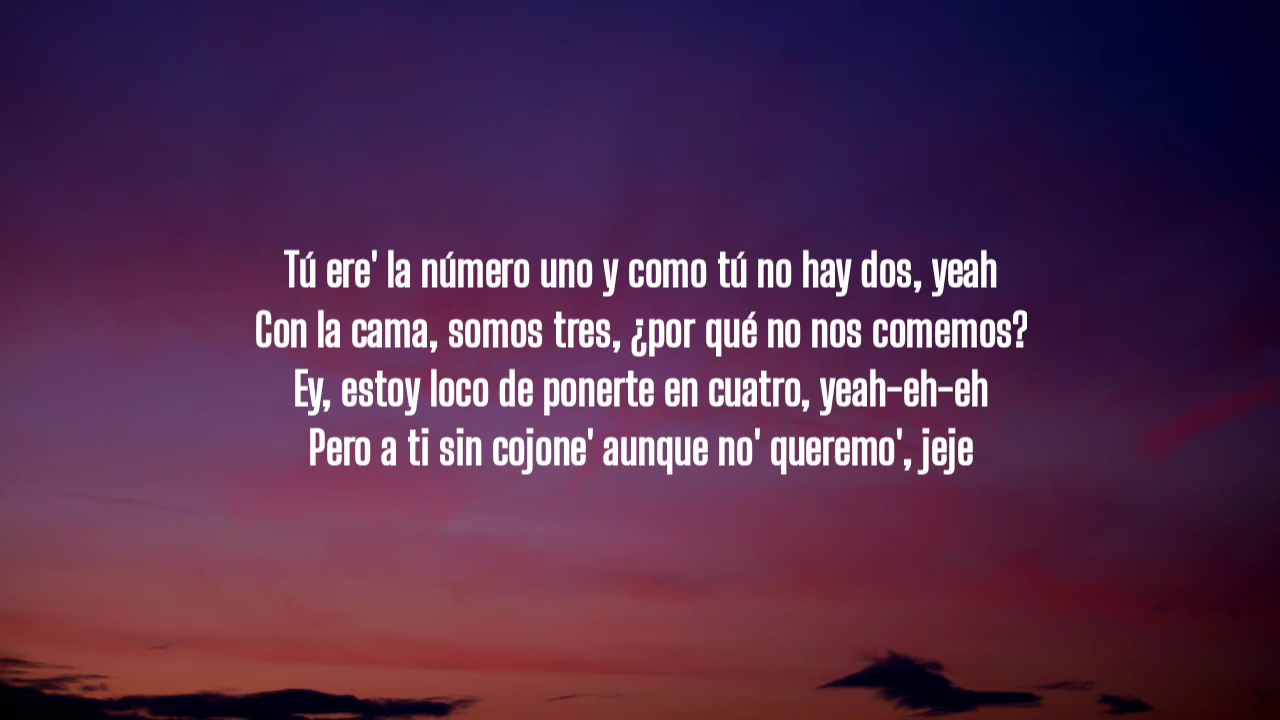 Tú ere' la número uno y como tú no hay dos, yeah
Con la cama, somos tres, ¿por qué no nos comemos?
Ey, estoy loco de ponerte en cuatro, yeah-eh-eh
Pero a ti sin cojone' aunque no' queremo', jeje